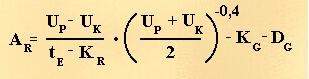 A_R = (U_P - U_K) / (t_E - K_R) · ((U_P + U_K) / 2)^-0,4 - K_G - D_G